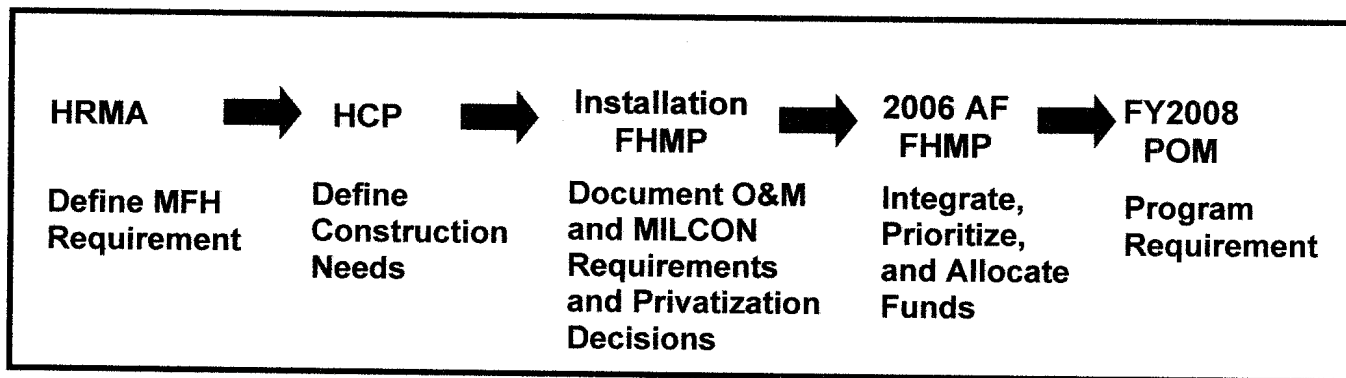 HRMA
Define MFH
Requirement
HCP
Define
Construction
Needs
Installation
FHMP
Document O&M
and MILCON
Requirements
and Privatization
Decisions
2006 AF
FHMP
Integrate,
Prioritize,
and Allocate
Funds
FY2008
POM
Program
Requirement